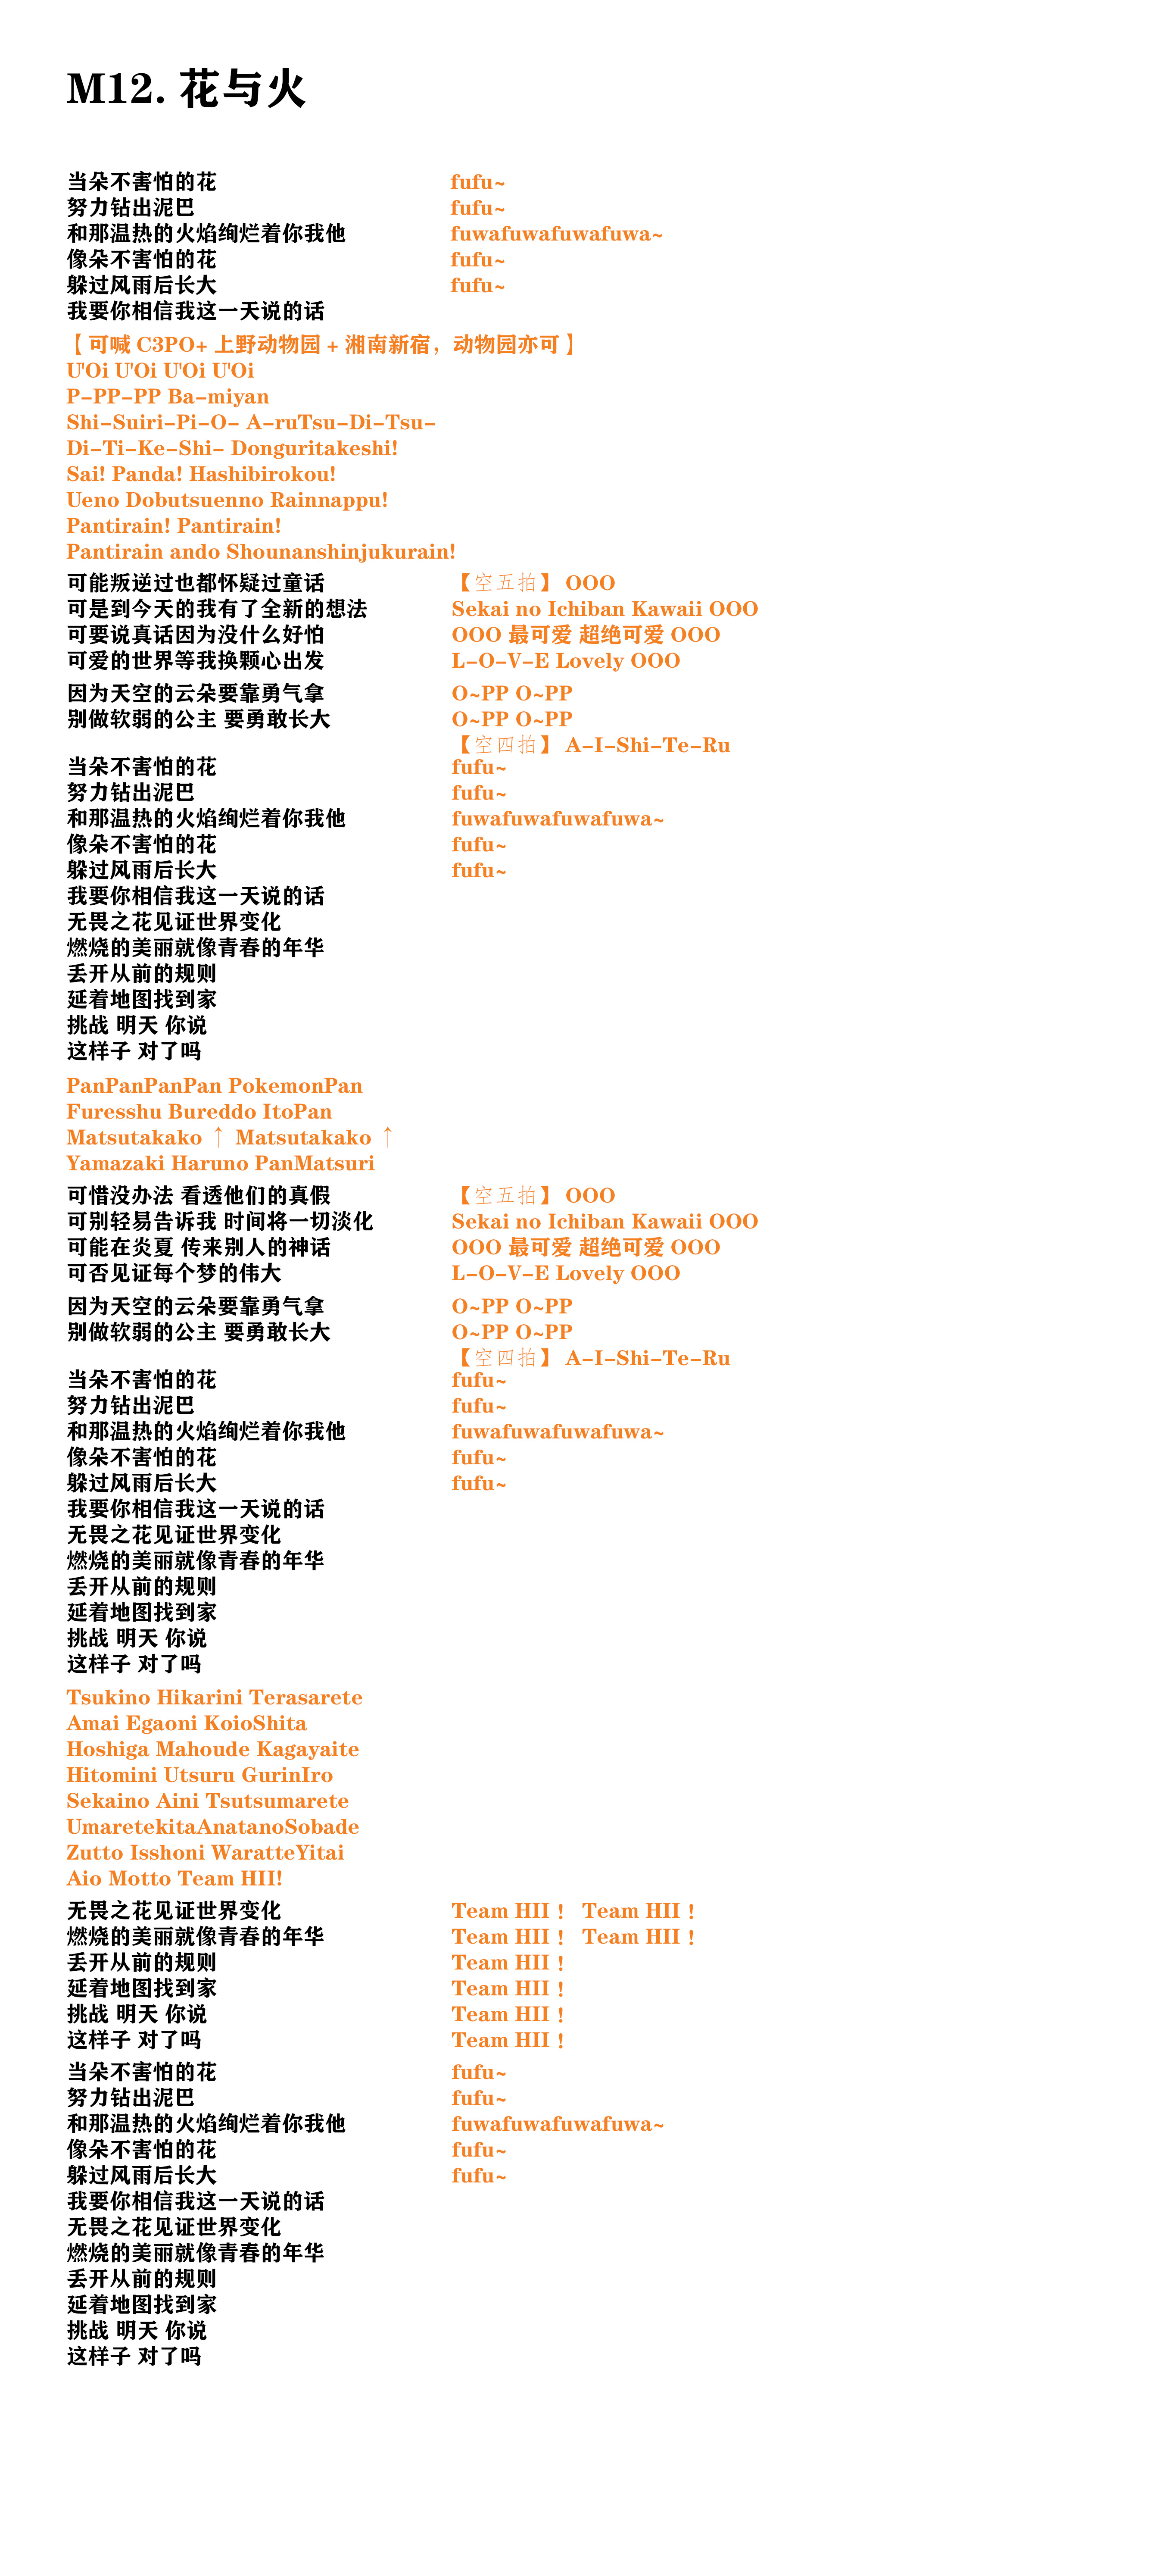 M12. 花与火
当朵不害怕的花 fufu~
努力钻出泥巴 fufu~
和那温热的火焰绚烂着你我他 fuwafuwafuwafuwa~
像朵不害怕的花 fufu~
躲过风雨后长大 fufu~
我要你相信我这一天说的话
【可喊 C3PO+ 上野动物园 + 湘南新宿，动物园亦可】
U'Oi U'Oi U'Oi U'Oi
P-PP-PP Ba-miyan
Shi-Suiri-Pi-O- A-ruTsu-Di-Tsu-
Di-Ti-Ke-Shi- Donguritakeshi!
Sai! Panda! Hashibirokou!
Ueno Dobutsuenno Rainnappu!
Pantirain! Pantirain!
Pantirain ando Shounanshinjukurain!
可能叛逆过也都怀疑过童话 【空五拍】 OOO
可是到今天的我有了全新的想法 Sekai no Ichiban Kawaii OOO
可要说真话因为没什么好怕 OOO 最可爱 超绝可爱 OOO
可爱的世界等我换颗心出发 L-O-V-E Lovely OOO
因为天空的云朵要靠勇气拿 O~PP O~PP
别做软弱的公主 要勇敢长大 O~PP O~PP
【空四拍】 A-I-Shi-Te-Ru
当朵不害怕的花 fufu~
努力钻出泥巴 fufu~
和那温热的火焰绚烂着你我他 fuwafuwafuwafuwa~
像朵不害怕的花 fufu~
躲过风雨后长大 fufu~
我要你相信我这一天说的话
无畏之花见证世界变化
燃烧的美丽就像青春的年华
丢开从前的规则
延着地图找到家
挑战 明天 你说
这样子 对了吗
PanPanPanPan PokemonPan
Furesshu Bureddo ItoPan
Matsutakako ↑ Matsutakako ↑
Yamazaki Haruno PanMatsuri
可惜没办法 看透他们的真假 【空五拍】 OOO
可别轻易告诉我 时间将一切淡化 Sekai no Ichiban Kawaii OOO
可能在炎夏 传来别人的神话 OOO 最可爱 超绝可爱 OOO
可否见证每个梦的伟大 L-O-V-E Lovely OOO
因为天空的云朵要靠勇气拿 O~PP O~PP
别做软弱的公主 要勇敢长大 O~PP O~PP
【空四拍】 A-I-Shi-Te-Ru
当朵不害怕的花 fufu~
努力钻出泥巴 fufu~
和那温热的火焰绚烂着你我他 fuwafuwafuwafuwa~
像朵不害怕的花 fufu~
躲过风雨后长大 fufu~
我要你相信我这一天说的话
无畏之花见证世界变化
燃烧的美丽就像青春的年华
丢开从前的规则
延着地图找到家
挑战 明天 你说
这样子 对了吗
Tsukino Hikarini Terasarete
Amai Egaoni KoioShita
Hoshiga Mahoude Kagayaite
Hitomini Utsuru GurinIro
Sekaino Aini Tsutsumarete
UmaretekitaAnatanoSobade
Zutto Isshoni WaratteYitai
Aio Motto Team HII!
无畏之花见证世界变化 Team HII！ Team HII！
燃烧的美丽就像青春的年华 Team HII！ Team HII！
丢开从前的规则 Team HII！
延着地图找到家 Team HII！
挑战 明天 你说 Team HII！
这样子 对了吗 Team HII！
当朵不害怕的花 fufu~
努力钻出泥巴 fufu~
和那温热的火焰绚烂着你我他 fuwafuwafuwafuwa~
像朵不害怕的花 fufu~
躲过风雨后长大 fufu~
我要你相信我这一天说的话
无畏之花见证世界变化
燃烧的美丽就像青春的年华
丢开从前的规则
延着地图找到家
挑战 明天 你说
这样子 对了吗